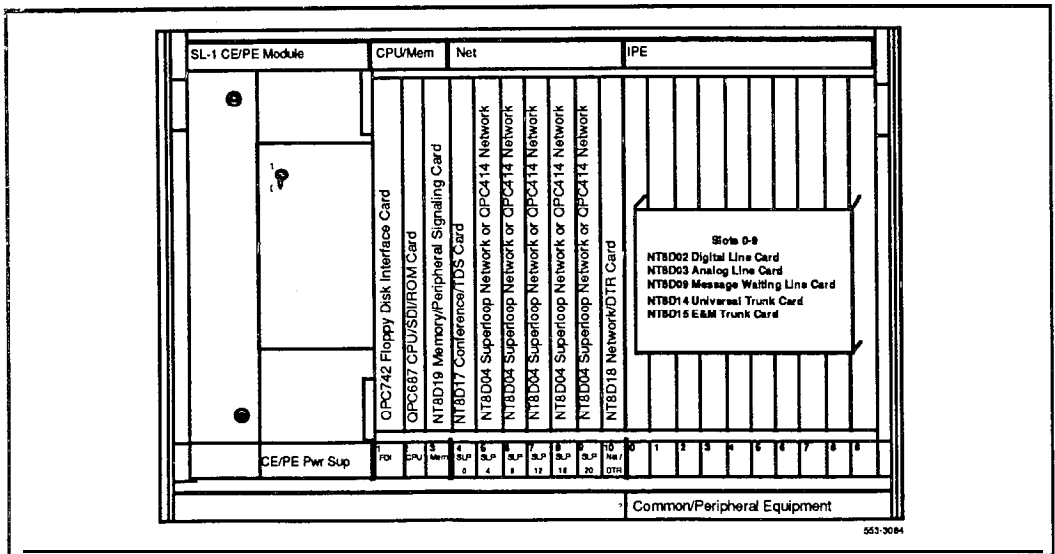 SL-1 CE/PE Module
CPU/Mem
Net
IPE
QPC742 Floppy Disk Interface Card
QPC687 CPU/SDI/ROM Card
NT8D19 Memory/Peripheral Signaling Card
NT8D17 Conference/TDS Card
NT8D04 Superloop Network or QPC414 Network
NT8D04 Superloop Network or QPC414 Network
NT8D04 Superloop Network or QPC414 Network
NT8D04 Superloop Network or QPC414 Network
NT8D04 Superloop Network or QPC414 Network
NT8D18 Network/DTR Card
Slots 0-9
NT8D02 Digital Line Card
NT8D03 Analog Line Card
NT8D09 Message Waiting Line Card
NT8D14 Universal Trunk Card
NT8D15 E&M Trunk Card
CE/PE Pwr Sup
1 3 4 7 9 10 0 1 2 3 4 5 6 7 8
FDI CPU Mem SLP SLP SLP SLP SLP SLP Net/
0 4 8 12 16 20 DTR
Common/Peripheral Equipment
553-3084